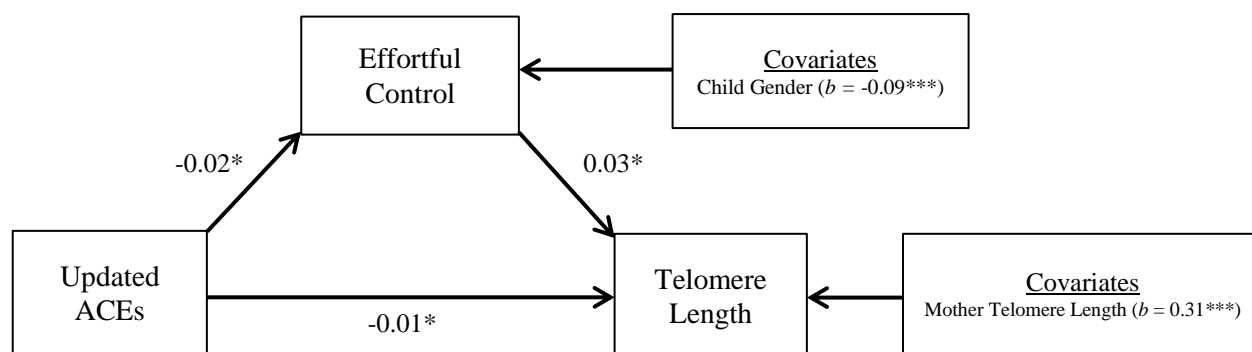 Effortful
Control
Covariates
Child Gender (b = -0.09***)
-0.02*
0.03*
Updated
ACEs
-0.01*
Telomere
Length
Covariates
Mother Telomere Length (b = 0.31***)